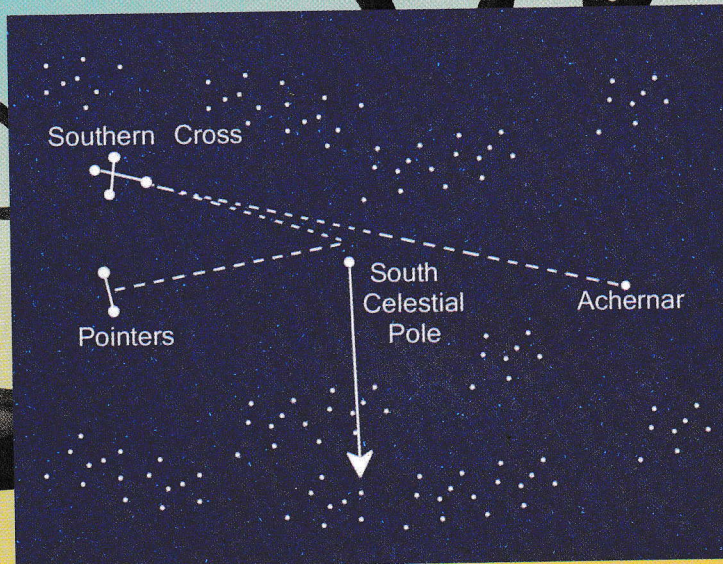 Southern Cross
South
Celestial
Pole
Achernar
Pointers